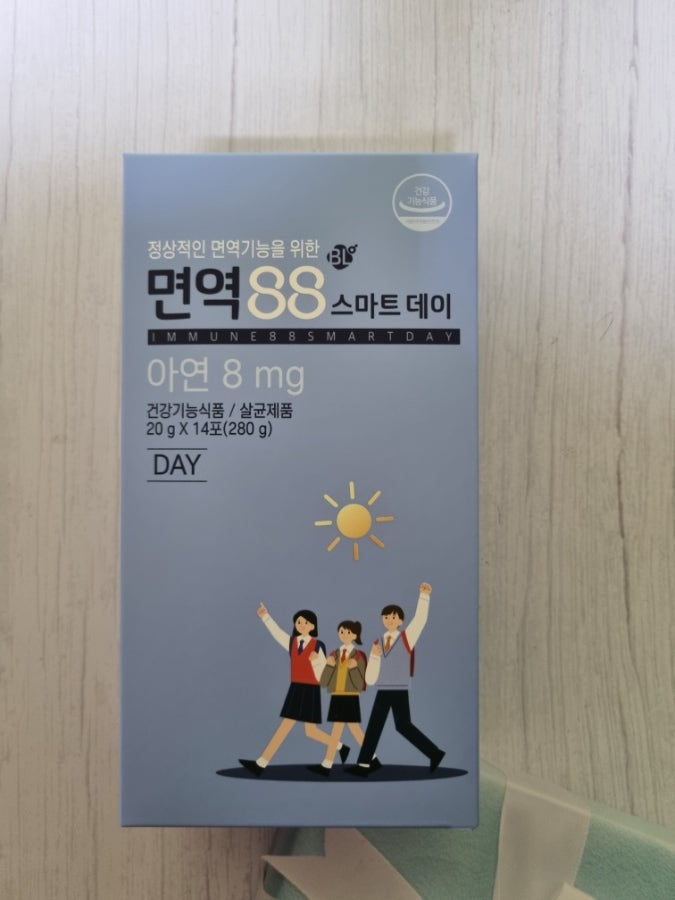 건강
기능식품
정상적인 면역기능을 위한
BL
면역88 스마트 데이
IMMUNE88SMARTDAY
아연 8 mg
건강기능식품 / 살균제품
20 g X 14포(280 g)
DAY